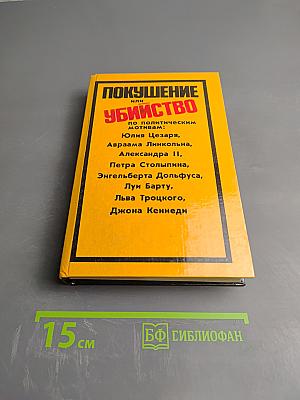 ПОКУШЕНИЕ
или
УБИЙСТВО
по политическим
мотивам:
Юлия Цезаря,
Авраама Линкольна,
Александра II,
Петра Столыпина,
Энгельберта Дольфуса,
Луи Барту,
Льва Троцкого,
Джона Кеннеди
15 см
БФ СИБЛИОФАН